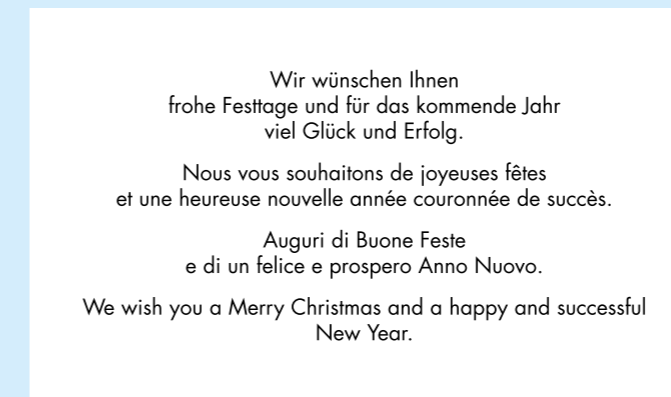 Wir wünschen Ihnen
frohe Festtage und für das kommende Jahr
viel Glück und Erfolg.
Nous vous souhaitons de joyeuses fêtes
et une heureuse nouvelle année couronnée de succès.
Auguri di Buone Feste
e di un felice e prospero Anno Nuovo.
We wish you a Merry Christmas and a happy and successful
New Year.